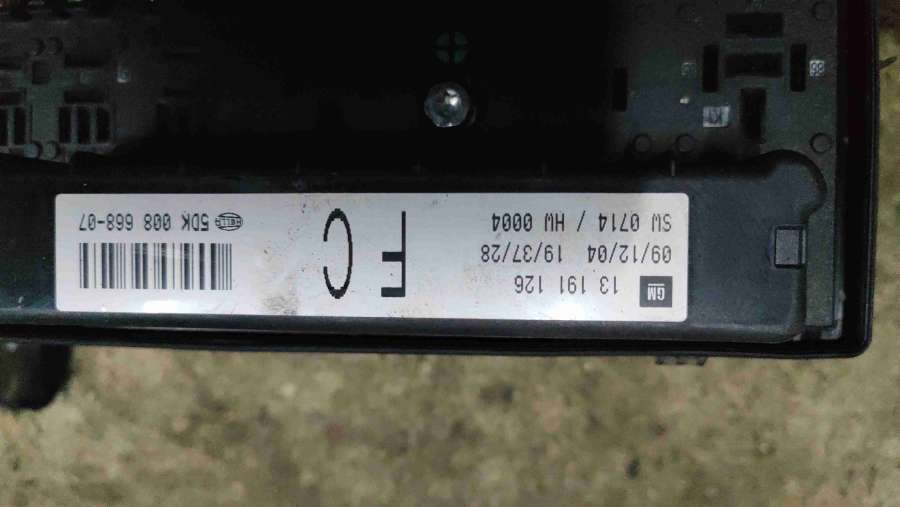 GM 13 191 126
09/12/04 19/37/28
SW 0714 / HW 0004
FC
HELLA 5DK 008 668-07
86